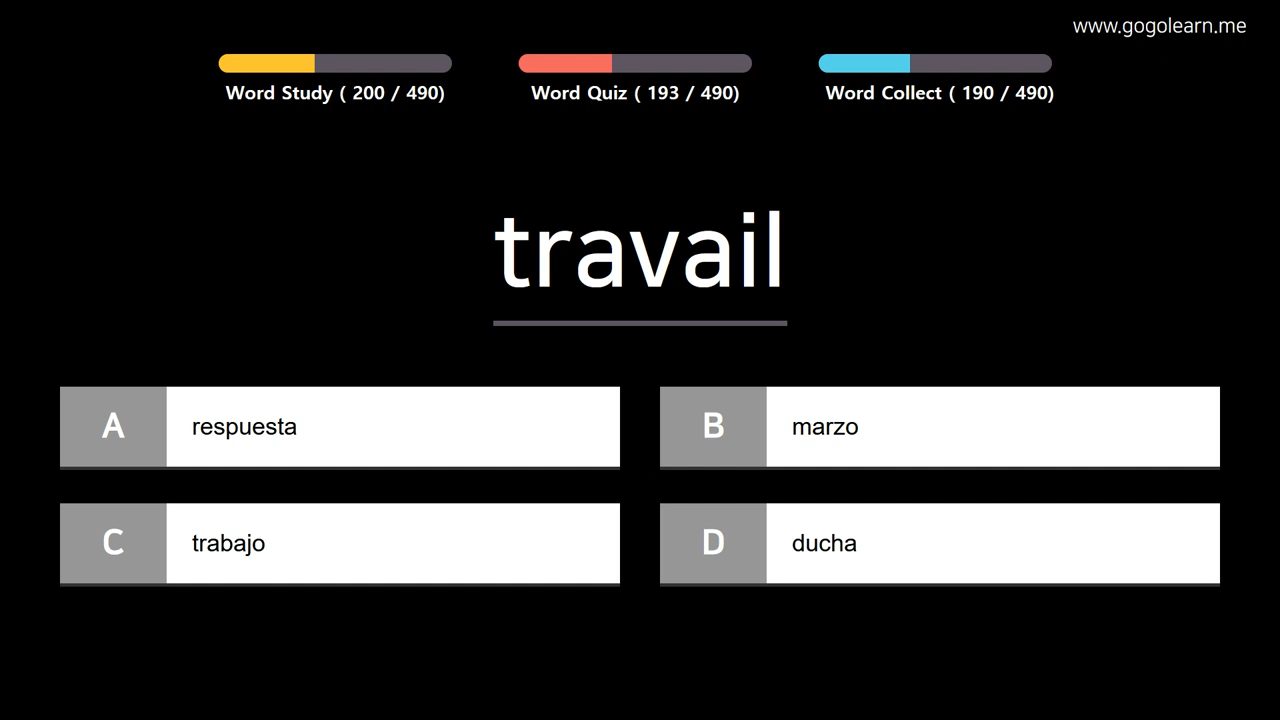 www.gogolearn.me
Word Study ( 200 / 490)
Word Quiz ( 193 / 490)
Word Collect ( 190 / 490)
travail
A respuesta
B marzo
C trabajo
D ducha